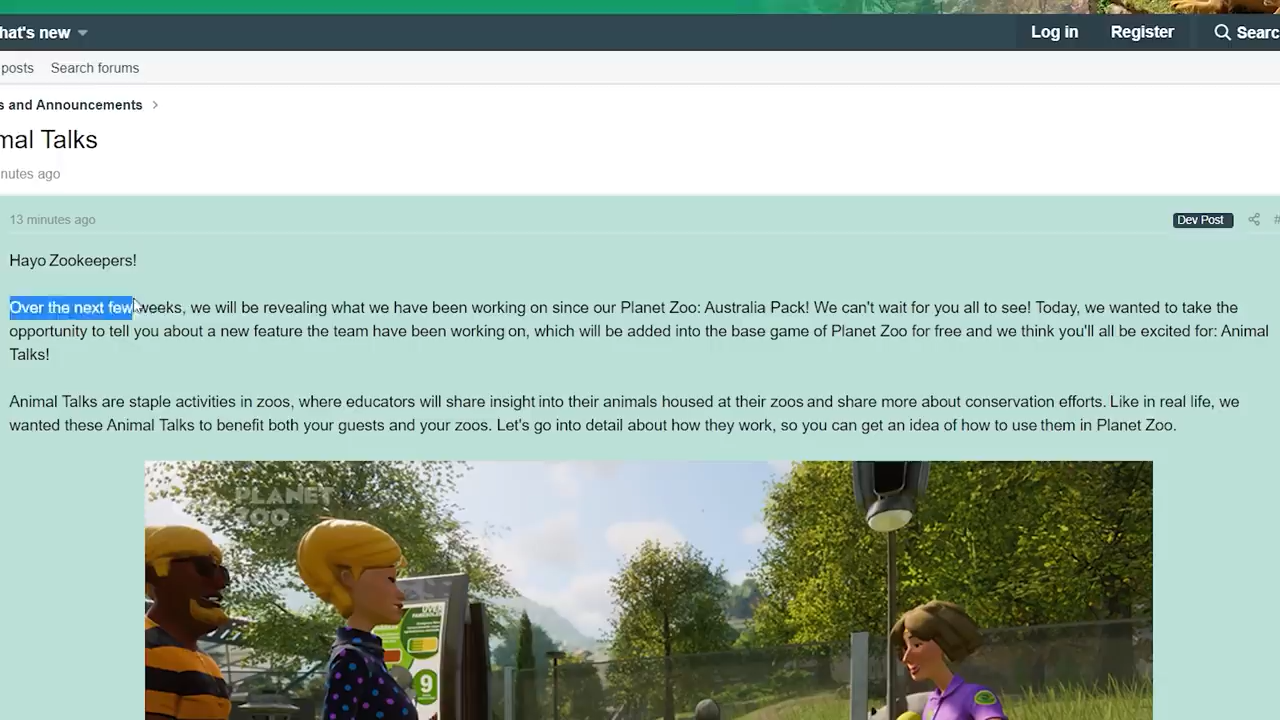 hat's new
Log in
Register
Searc
posts
Search forums
s and Announcements
mal Talks
nutes ago
13 minutes ago
Dev Post
#
Hayo Zookeepers!
Over the next few weeks, we will be revealing what we have been working on since our Planet Zoo: Australia Pack! We can't wait for you all to see! Today, we wanted to take the
opportunity to tell you about a new feature the team have been working on, which will be added into the base game of Planet Zoo for free and we think you'll all be excited for: Animal
Talks!
Animal Talks are staple activities in zoos, where educators will share insight into their animals housed at their zoos and share more about conservation efforts. Like in real life, we
wanted these Animal Talks to benefit both your guests and your zoos. Let's go into detail about how they work, so you can get an idea of how to use them in Planet Zoo.
PLANET
ZOO
9